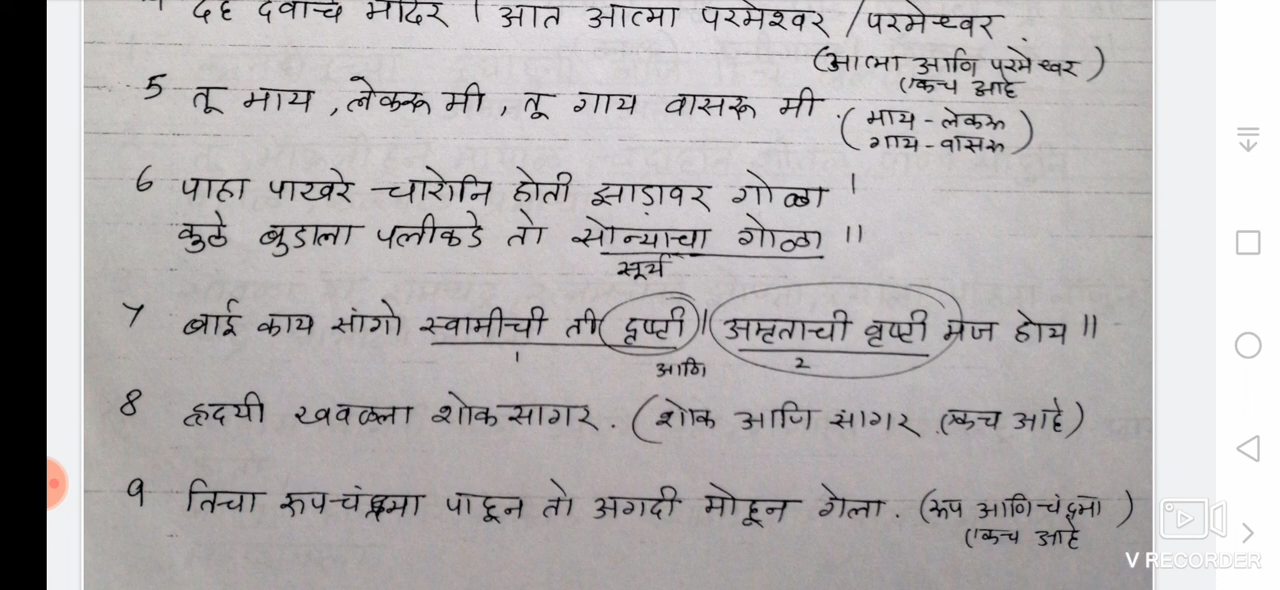 देह देवाचे मंदिर । आत आत्मा परमेश्वर / परमेश्वर
(आत्मा आणि परमेश्वर)
एकच आहे
5 तू माय, लेकरू मी, तू गाय वासरू मी.
(माय - लेकरू
गाय - वासरू)
6 पाहा पाखरे चारोनि होती झाडावर गोळा ।
कुठे बुडाला पलीकडे तो सोन्याचा गोळा ॥
सूर्य
7 बाई काय सांगो स्वामीची ती दृष्टी । अमृताची वृष्टी मज होय ॥
1 आणि 2
8 हृदयी खवळला शोकसागर. (शोक आणि सागर एकच आहे)
9 तिचा रूप-चंद्रमा पाहून तो अगदी मोहून गेला. (रूप आणि चंद्रमा)
एकच आहे
V RECORDER